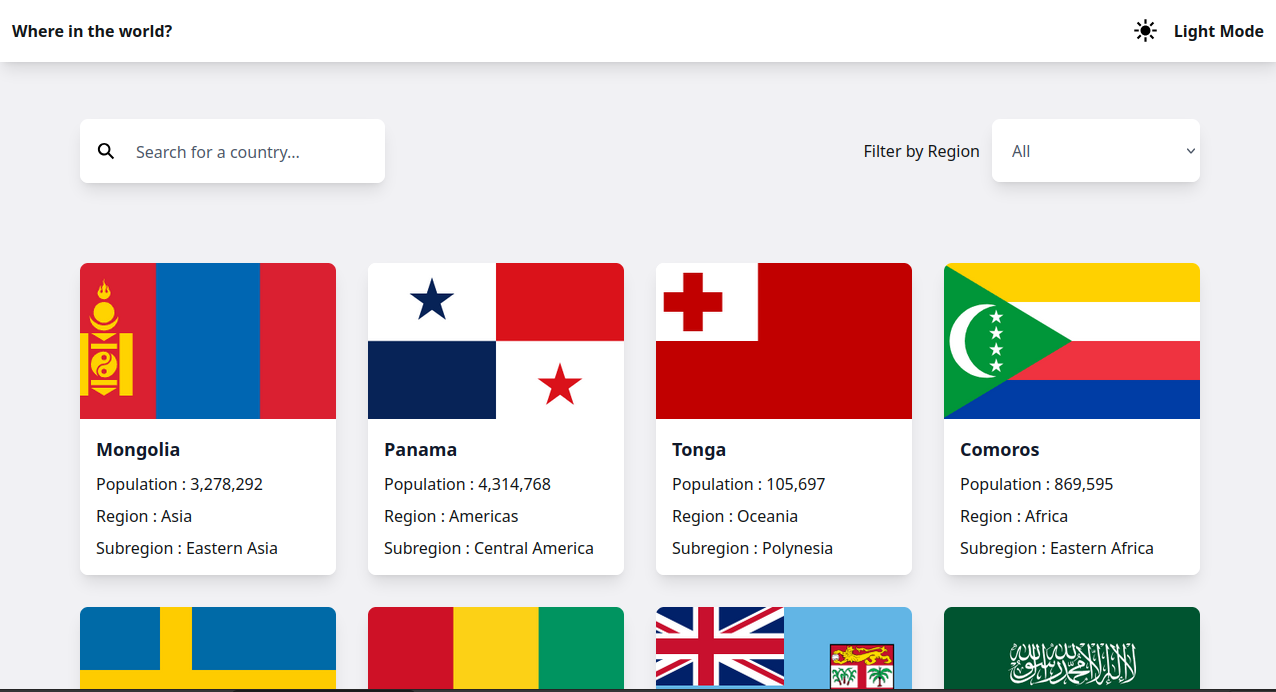 Where in the world?
Light Mode
Search for a country...
Filter by Region
All
Mongolia
Population : 3,278,292
Region : Asia
Subregion : Eastern Asia
Panama
Population : 4,314,768
Region : Americas
Subregion : Central America
Tonga
Population : 105,697
Region : Oceania
Subregion : Polynesia
Comoros
Population : 869,595
Region : Africa
Subregion : Eastern Africa
لا إله إلا الله محمد رسول الله